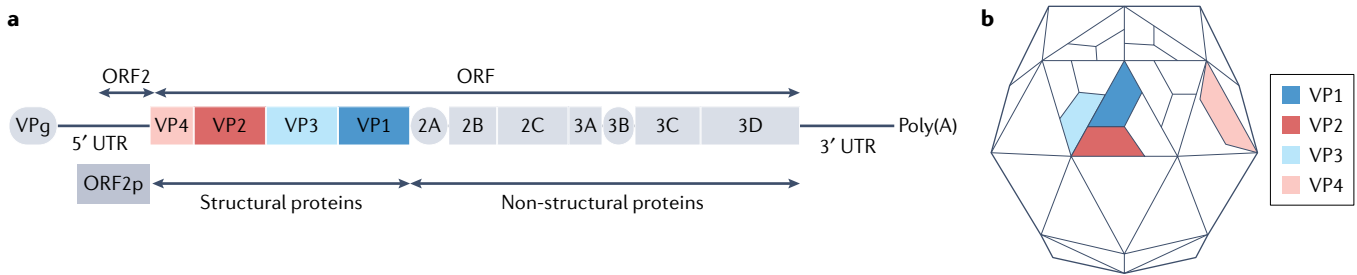 a
ORF2
ORF
VPg
VP4
VP2
VP3
VP1
2A
2B
2C
3A
3B
3C
3D
Poly(A)
5′ UTR
3′ UTR
ORF2p
Structural proteins
Non-structural proteins
b
VP1
VP2
VP3
VP4